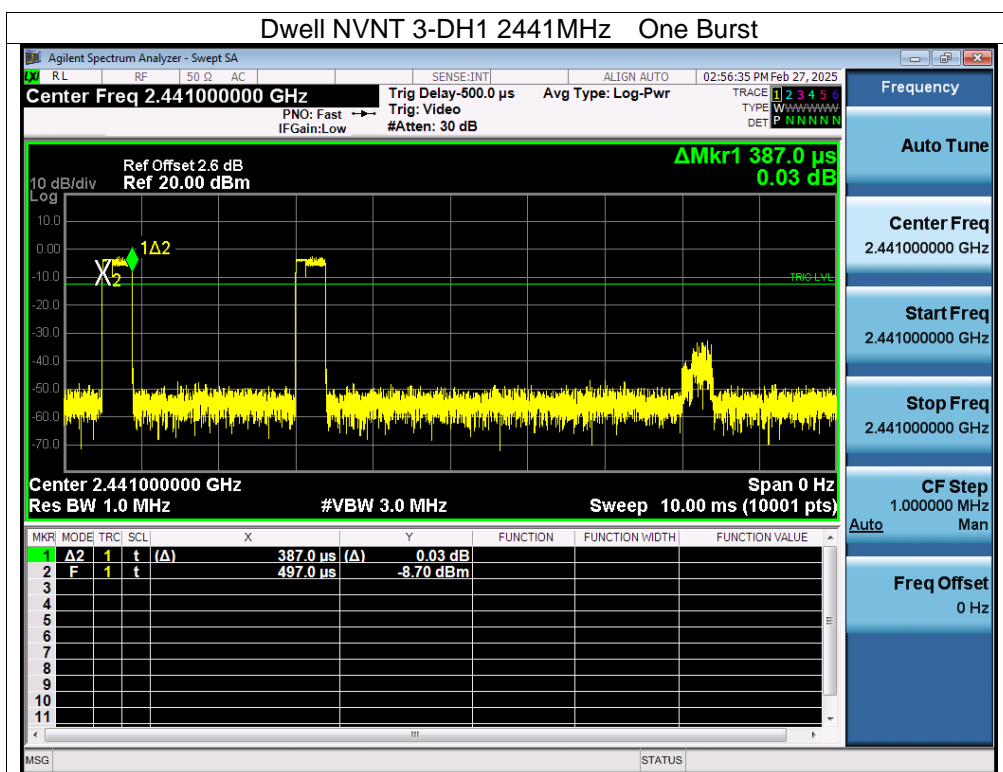 Dwell NVNT 3-DH1 2441MHz One Burst
Agilent Spectrum Analyzer - Swept SA
LXI RL RF 50 Ω AC SENSE:INT ALIGN AUTO 02:56:35 PM Feb 27, 2025
Center Freq 2.441000000 GHz Trig Delay-500.0 µs Avg Type: Log-Pwr TRACE 1 2 3 4 5 6
PNO: Fast Trig: Video TYPE WWWWWWW
IFGain:Low #Atten: 30 dB DET P N N N N N
Frequency
ΔMkr1 387.0 µs
0.03 dB
Ref Offset 2.6 dB
10 dB/div Ref 20.00 dBm
Log
10.0
0.00
-10.0
-20.0
-30.0
-40.0
-50.0
-60.0
-70.0
1Δ2
X2
TRIG LVL
Center 2.441000000 GHz Span 0 Hz
Res BW 1.0 MHz #VBW 3.0 MHz Sweep 10.00 ms (10001 pts)
MKR MODE TRC SCL X Y FUNCTION FUNCTION WIDTH FUNCTION VALUE
1 Δ2 1 t (Δ) 387.0 µs (Δ) 0.03 dB
2 F 1 t 497.0 µs -8.70 dBm
3
4
5
6
7
8
9
10
11
MSG STATUS
Auto Tune
Center Freq
2.441000000 GHz
Start Freq
2.441000000 GHz
Stop Freq
2.441000000 GHz
CF Step
1.000000 MHz
Auto Man
Freq Offset
0 Hz